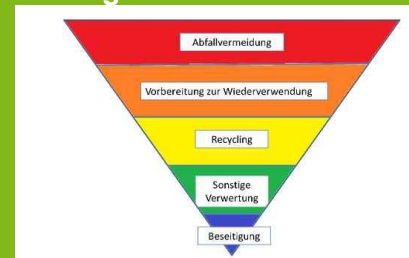 Abfallvermeidung
Vorbereitung zur Wiederverwendung
Recycling
Sonstige
Verwertung
Beseitigung